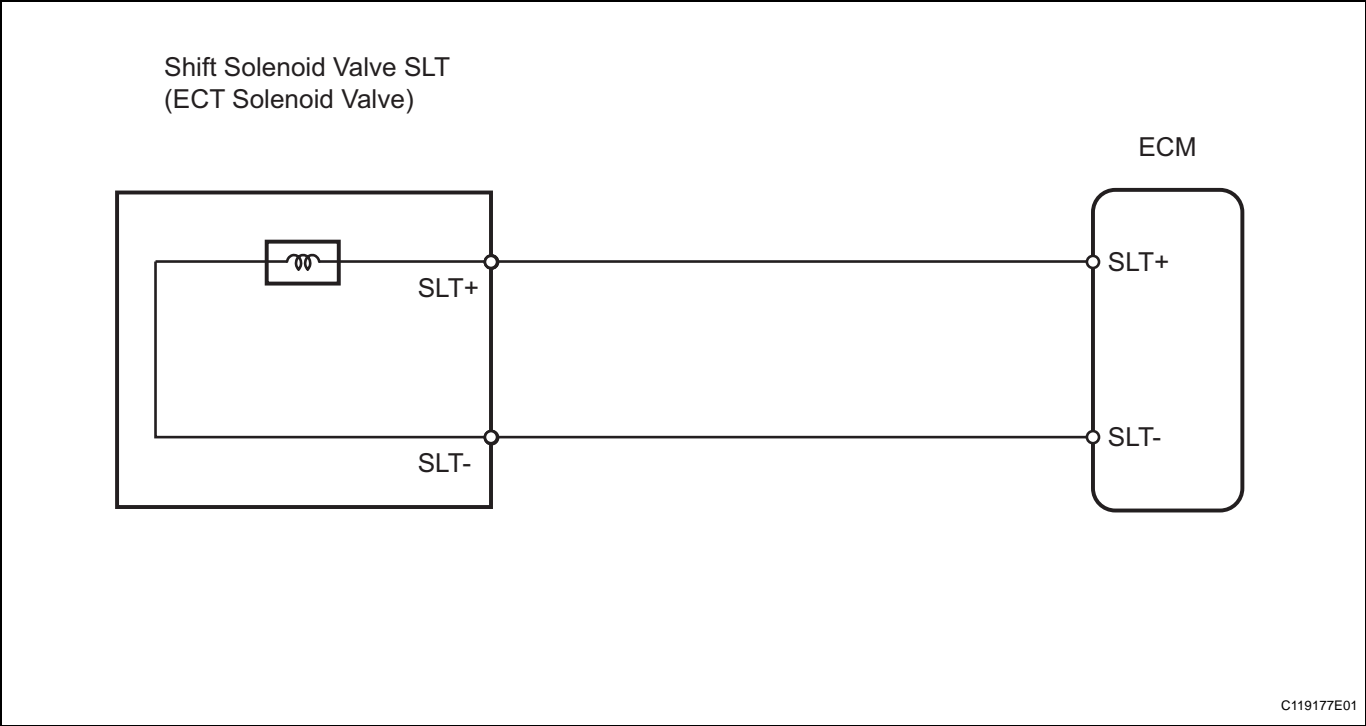 Shift Solenoid Valve SLT
(ECT Solenoid Valve)
ECM
SLT+
SLT+
SLT-
SLT-
C119177E01